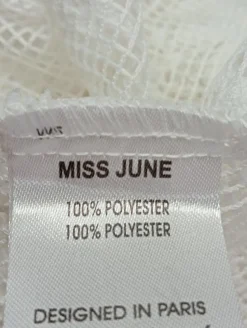 MISS JUNE
100% POLYESTER
100% POLYESTER
DESIGNED IN PARIS